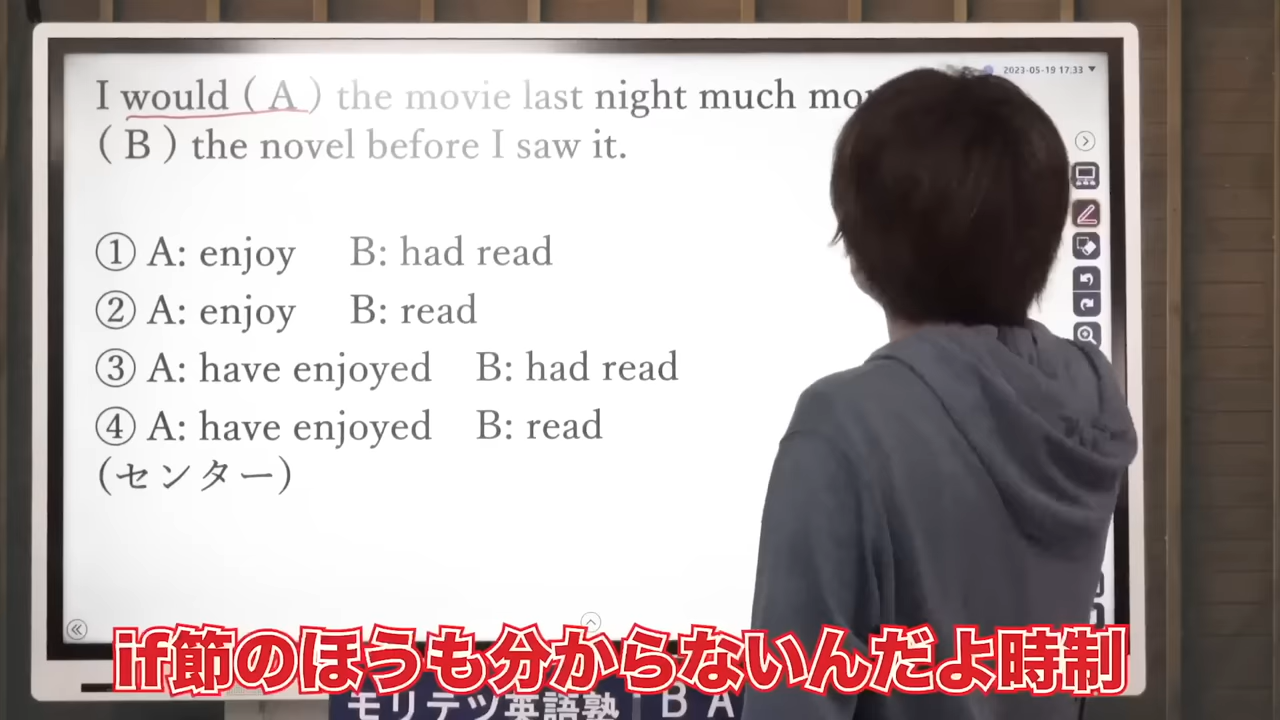 I would ( A ) the movie last night much
( B ) the novel before I saw it.
2023-05-19 17:33
① A: enjoy B: had read
② A: enjoy B: read
③ A: have enjoyed B: had read
④ A: have enjoyed B: read
(センター)
if節のほうも分からないんだよ時制
モリテツ英語塾 B A